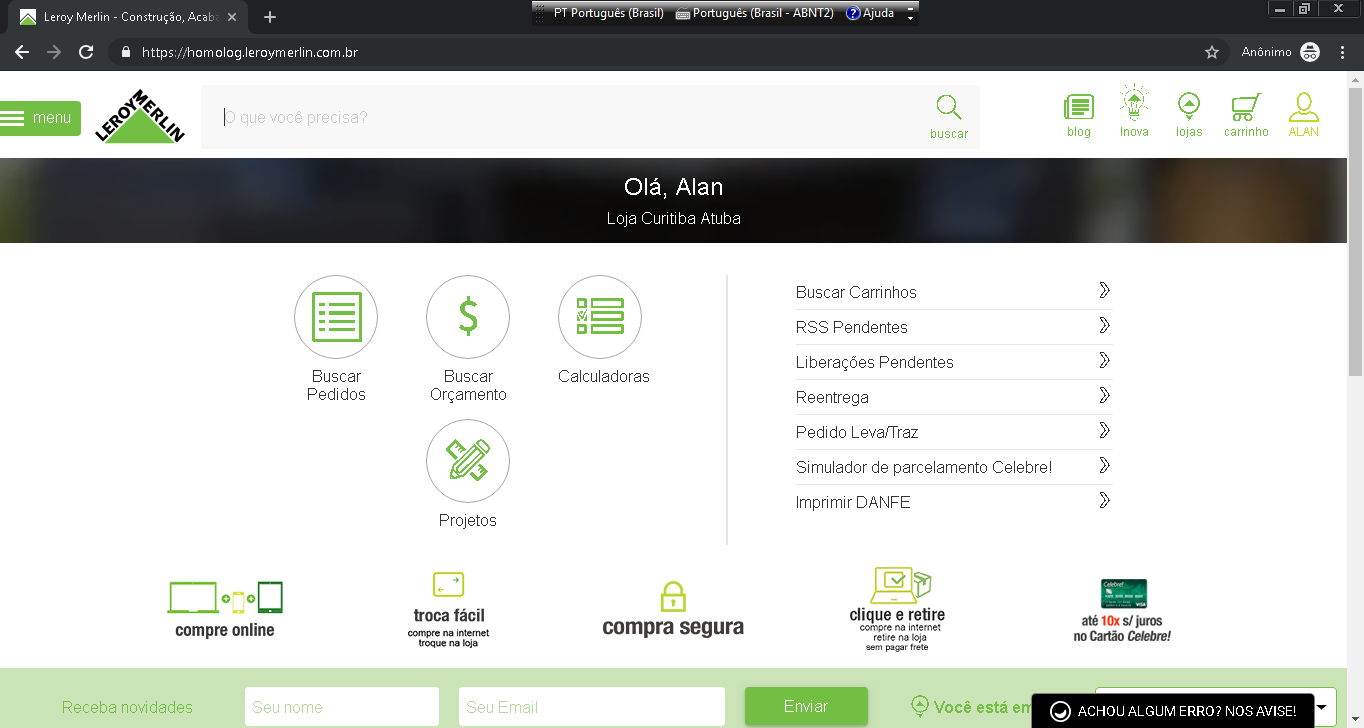 Leroy Merlin - Construção, Acaba
PT Português (Brasil) Português (Brasil - ABNT2) Ajuda
https://homolog.leroymerlin.com.br
Anônimo
menu
LEROY MERLIN
O que você precisa?
buscar
blog
Inova
lojas
carrinho
ALAN
Olá, Alan
Loja Curitiba Atuba
Buscar
Pedidos
Buscar
Orçamento
Calculadoras
Projetos
Buscar Carrinhos
RSS Pendentes
Liberações Pendentes
Reentrega
Pedido Leva/Traz
Simulador de parcelamento Celebre!
Imprimir DANFE
compre online
troca fácil
compre na internet
troque na loja
compra segura
clique e retire
compre na internet
retire na loja
sem pagar frete
Celebre!
VISA
até 10x s/ juros
no Cartão Celebre!
Receba novidades
Seu nome
Seu Email
Enviar
Você está em
ACHOU ALGUM ERRO? NOS AVISE!